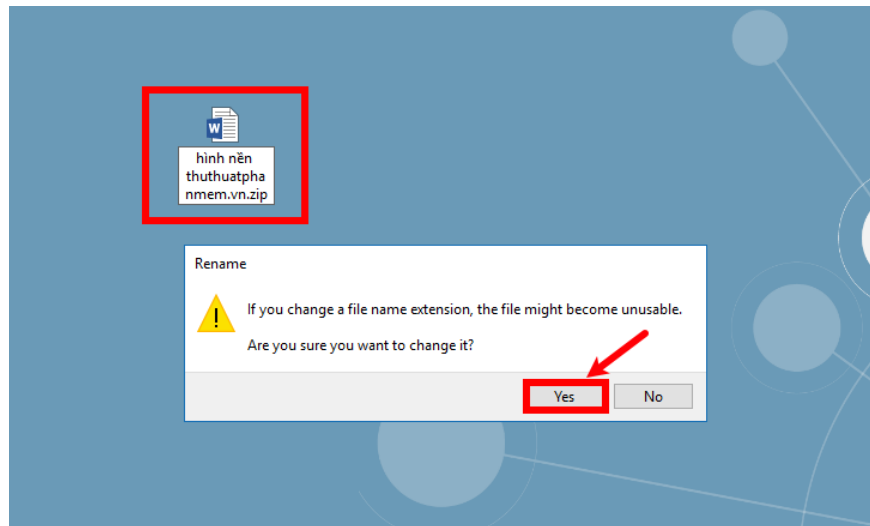 W
hình nền
thuthuatpha
nmem.vn.zip
Rename
If you change a file name extension, the file might become unusable.
Are you sure you want to change it?
Yes
No